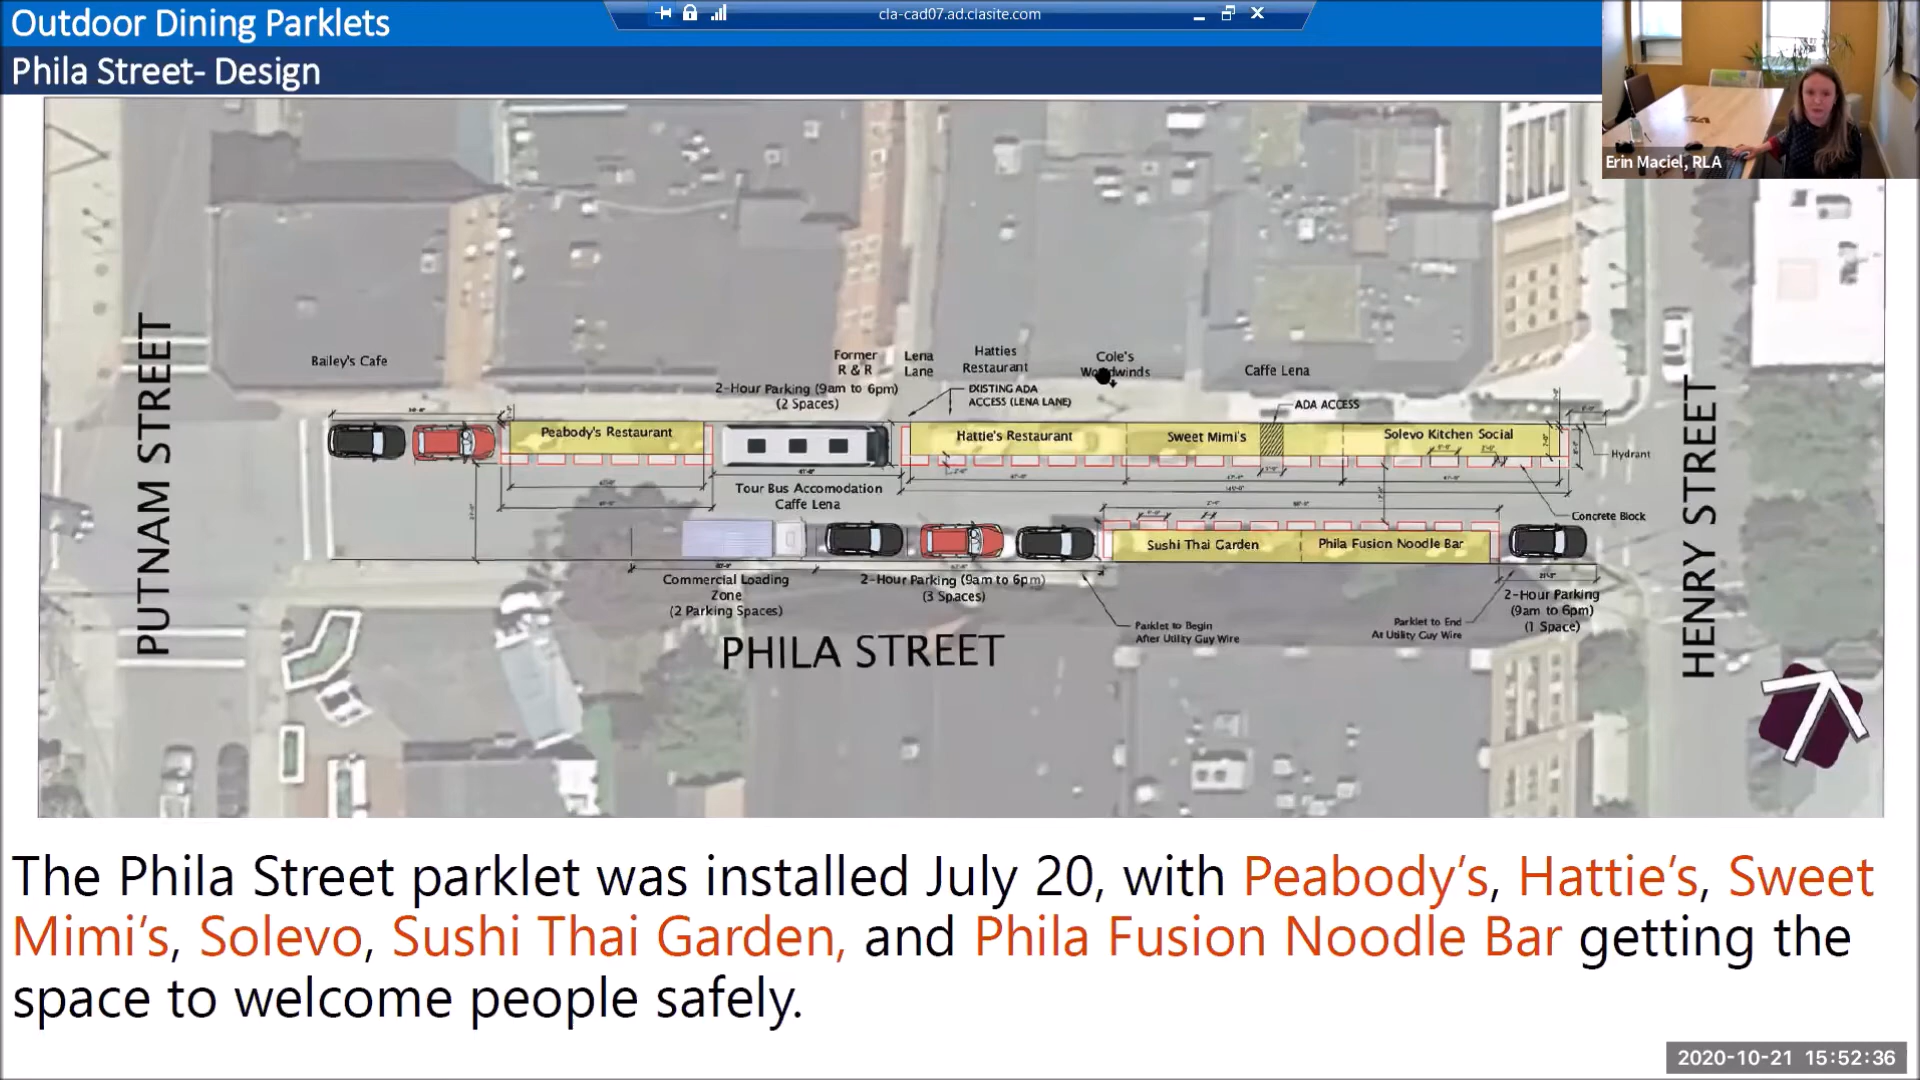 Outdoor Dining Parklets
cla-cad07.ad.clasite.com
Phila Street- Design
Erin Maciel, RLA
PUTNAM STREET
Bailey's Cafe
Former
R & R
Lena
Lane
Hatties
Restaurant
Cole's
Woodwinds
Caffe Lena
2-Hour Parking (9am to 6pm)
(2 Spaces)
EXISTING ADA
ACCESS (LENA LANE)
ADA ACCESS
Peabody's Restaurant
Hattie's Restaurant
Sweet Mimi's
Solevo Kitchen Social
Hydrant
Tour Bus Accomodation
Caffe Lena
Concrete Block
Sushi Thai Garden
Phila Fusion Noodle Bar
Commercial Loading
Zone
(2 Parking Spaces)
2-Hour Parking (9am to 6pm)
(3 Spaces)
2-Hour Parking
(9am to 6pm)
(1 Space)
Parklet to Begin
After Utility Guy Wire
Parklet to End
At Utility Guy Wire
PHILA STREET
HENRY STREET
The Phila Street parklet was installed July 20, with Peabody's, Hattie's, Sweet
Mimi's, Solevo, Sushi Thai Garden, and Phila Fusion Noodle Bar getting the
space to welcome people safely.
2020-10-21 15:52:36